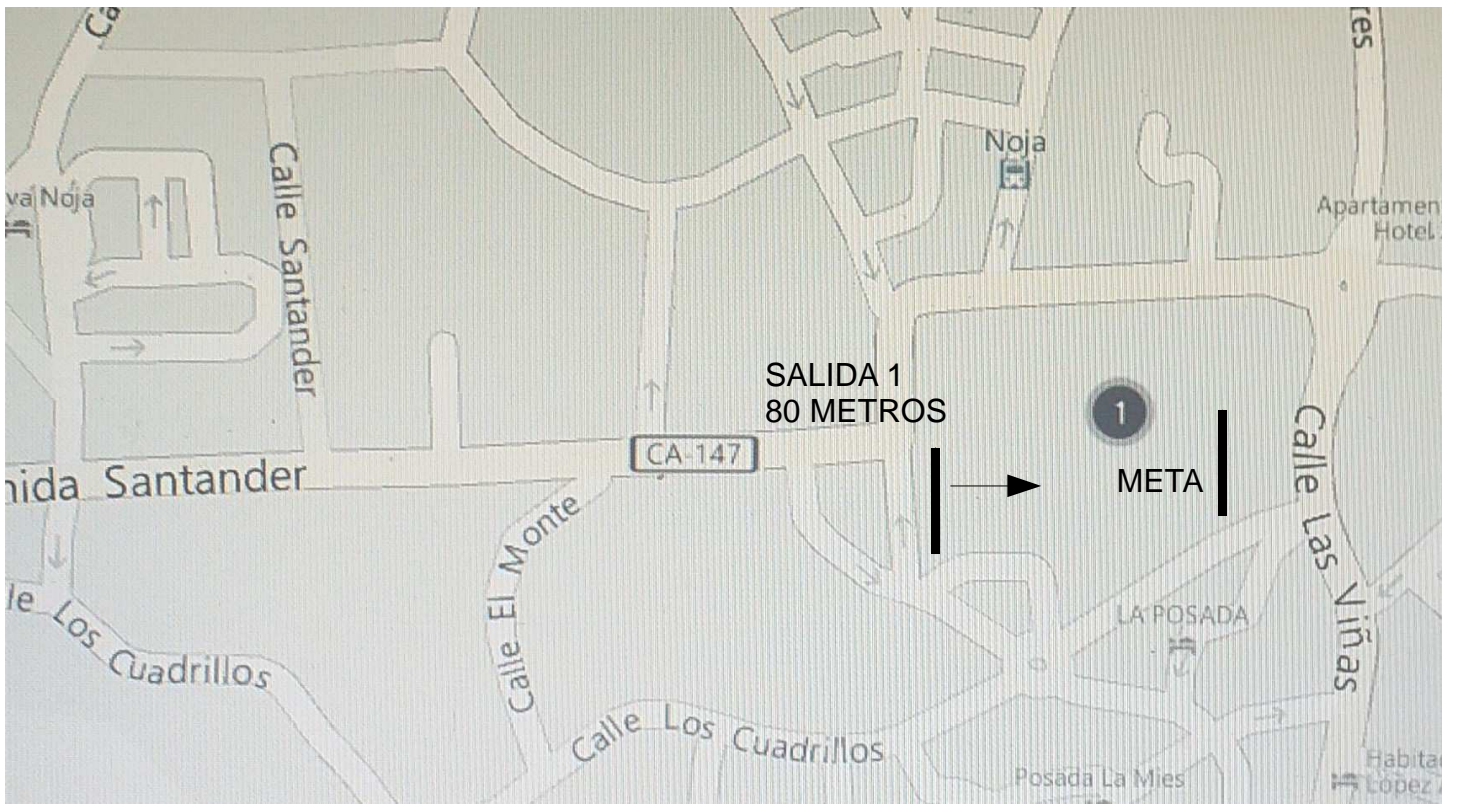 Ca
res
Calle Santander
Noja
va Noja
Apartamen
Hotel
SALIDA 1
80 METROS
1
META
CA-147
nida Santander
Calle Las Viñas
Calle El Monte
le Los Cuadrillos
LA POSADA
Calle Los Cuadrillos
Posada La Mies
Habita
López